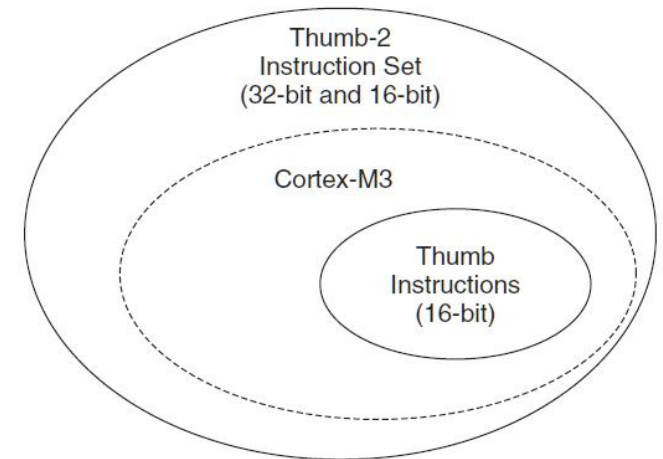 Thumb-2
Instruction Set
(32-bit and 16-bit)
Cortex-M3
Thumb
Instructions
(16-bit)